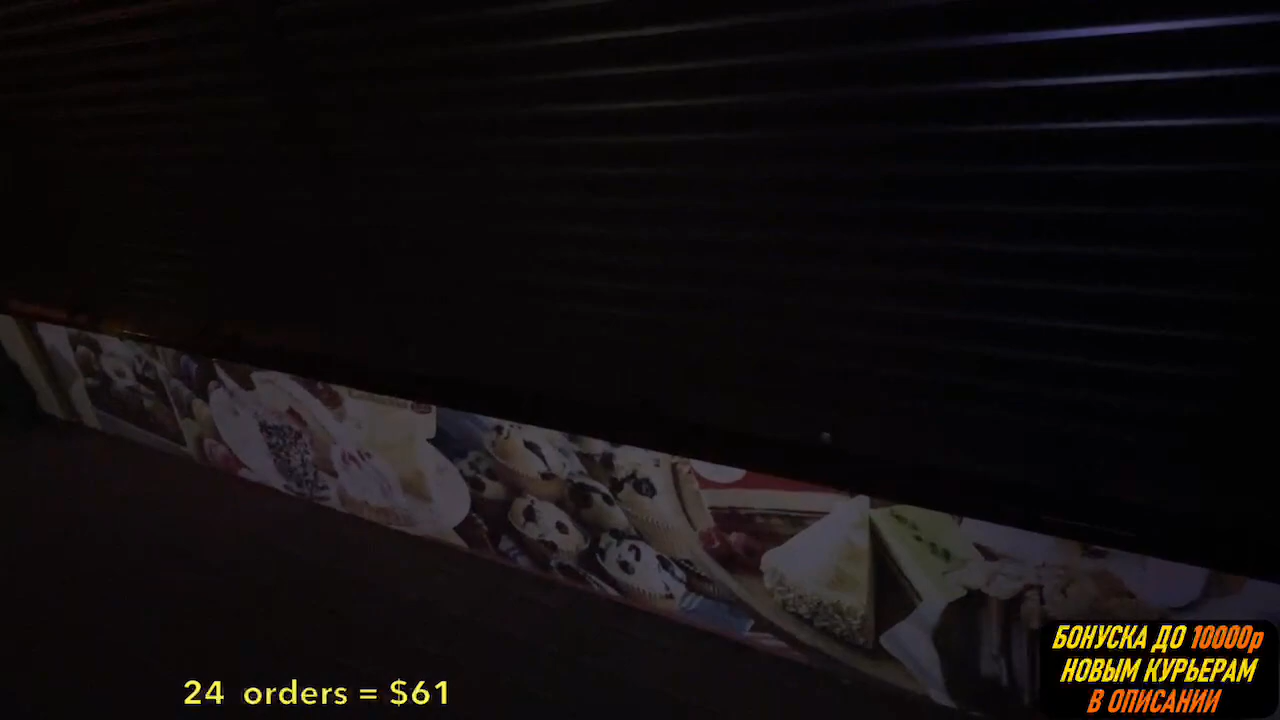 24 orders = $61
БОНУСКА ДО 10000р
НОВЫМ КУРЬЕРАМ
В ОПИСАНИИ